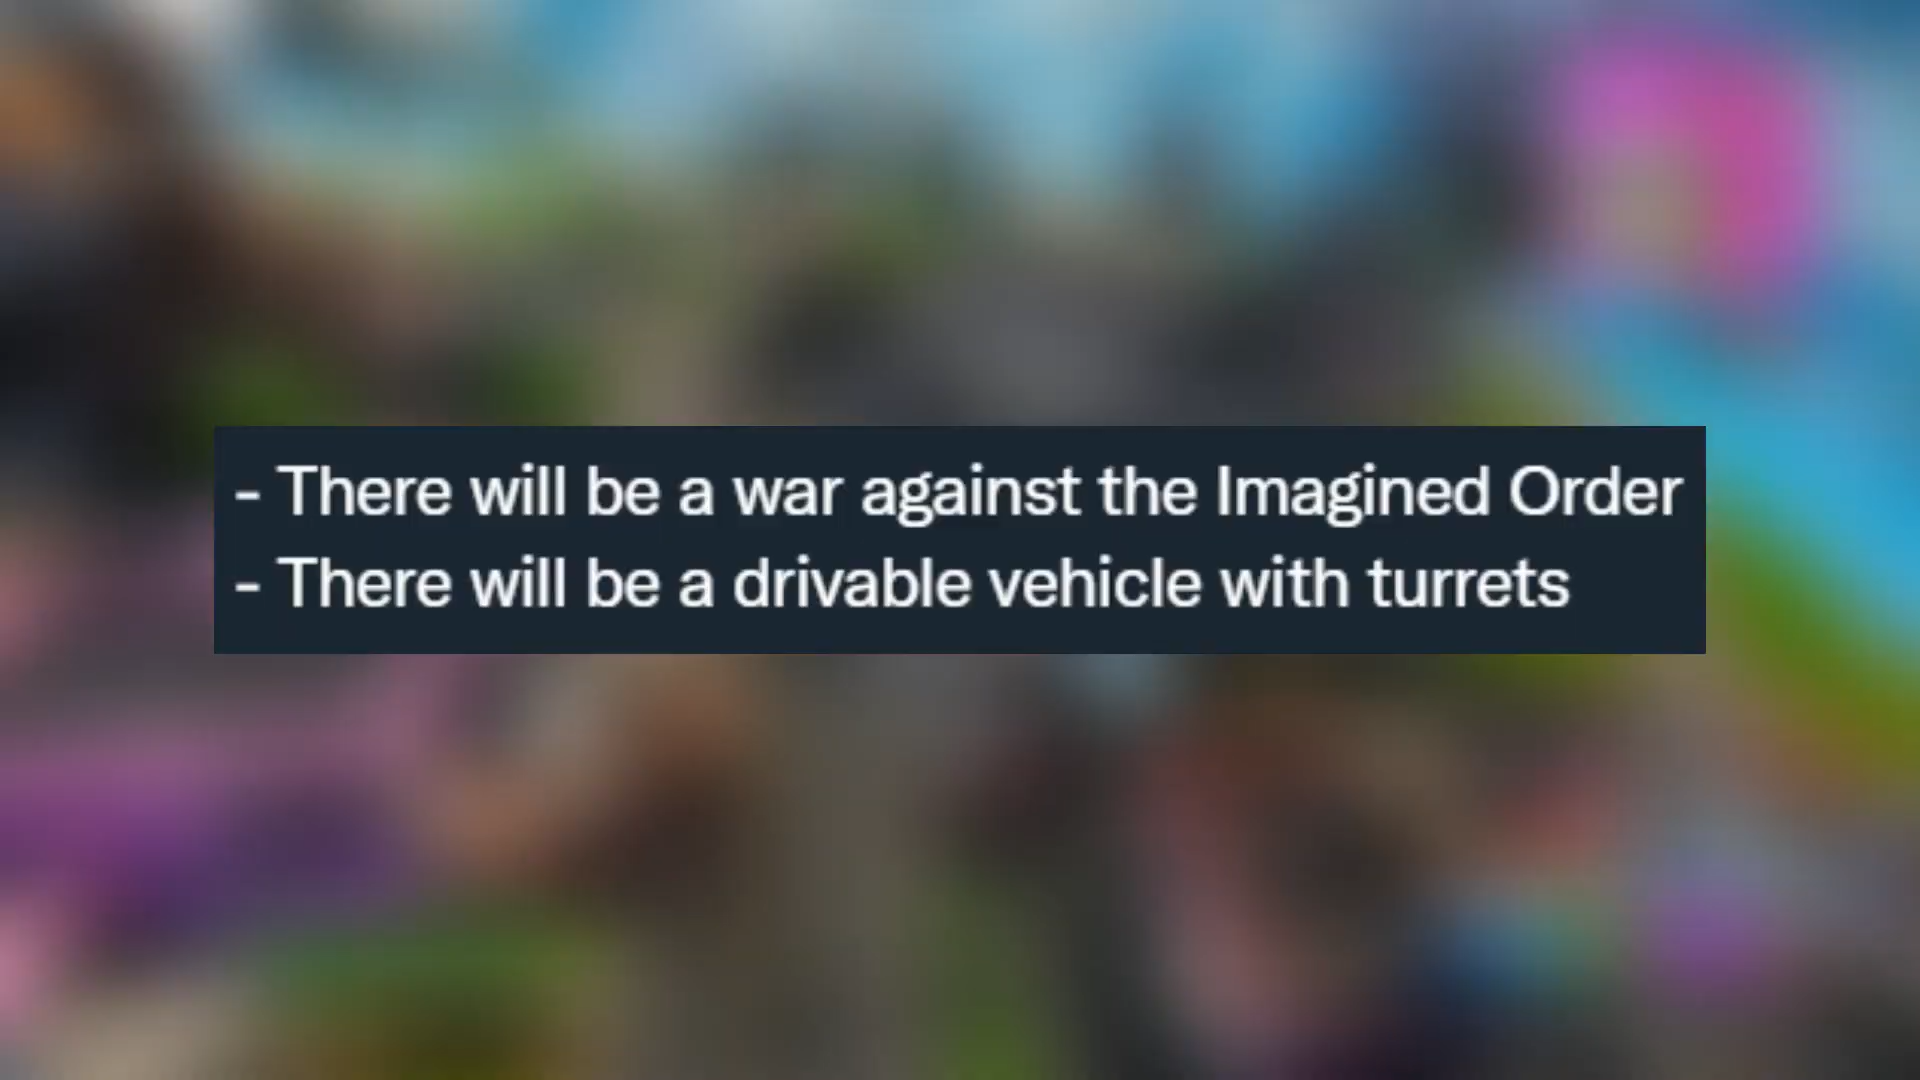 - There will be a war against the Imagined Order
- There will be a drivable vehicle with turrets